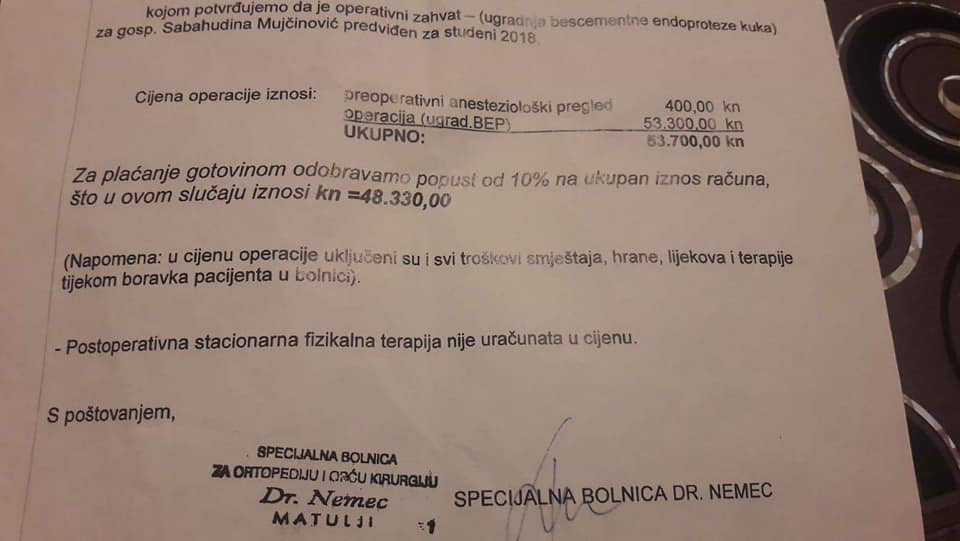 kojom potvrđujemo da je operativni zahvat – (ugradnja bescementne endoproteze kuka)
za gosp. Sabahudina Mujčinović predviđen za studeni 2018.
Cijena operacije iznosi: preoperativni anesteziološki pregled 400,00 kn
operacija (ugrad.BEP) 53.300,00 kn
UKUPNO: 53.700,00 kn
Za plaćanje gotovinom odobravamo popust od 10% na ukupan iznos računa,
što u ovom slučaju iznosi kn =48.330,00
(Napomena: u cijenu operacije uključeni su i svi troškovi smještaja, hrane, lijekova i terapije
tijekom boravka pacijenta u bolnici).
- Postoperativna stacionarna fizikalna terapija nije uračunata u cijenu.
S poštovanjem,
SPECIJALNA BOLNICA
ZA ORTOPEDIJU I OPĆU KIRURGIJU
Dr. Nemec
MATULJI -1
SPECIJALNA BOLNICA DR. NEMEC